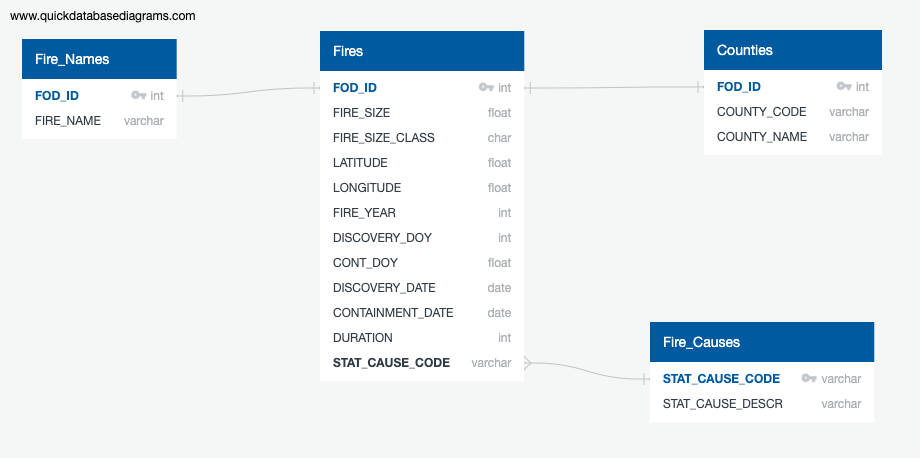 www.quickdatabasediagrams.com
Fire_Names
FOD_ID int
FIRE_NAME varchar
Fires
FOD_ID int
FIRE_SIZE float
FIRE_SIZE_CLASS char
LATITUDE float
LONGITUDE float
FIRE_YEAR int
DISCOVERY_DOY int
CONT_DOY float
DISCOVERY_DATE date
CONTAINMENT_DATE date
DURATION int
STAT_CAUSE_CODE varchar
Counties
FOD_ID int
COUNTY_CODE varchar
COUNTY_NAME varchar
Fire_Causes
STAT_CAUSE_CODE varchar
STAT_CAUSE_DESCR varchar